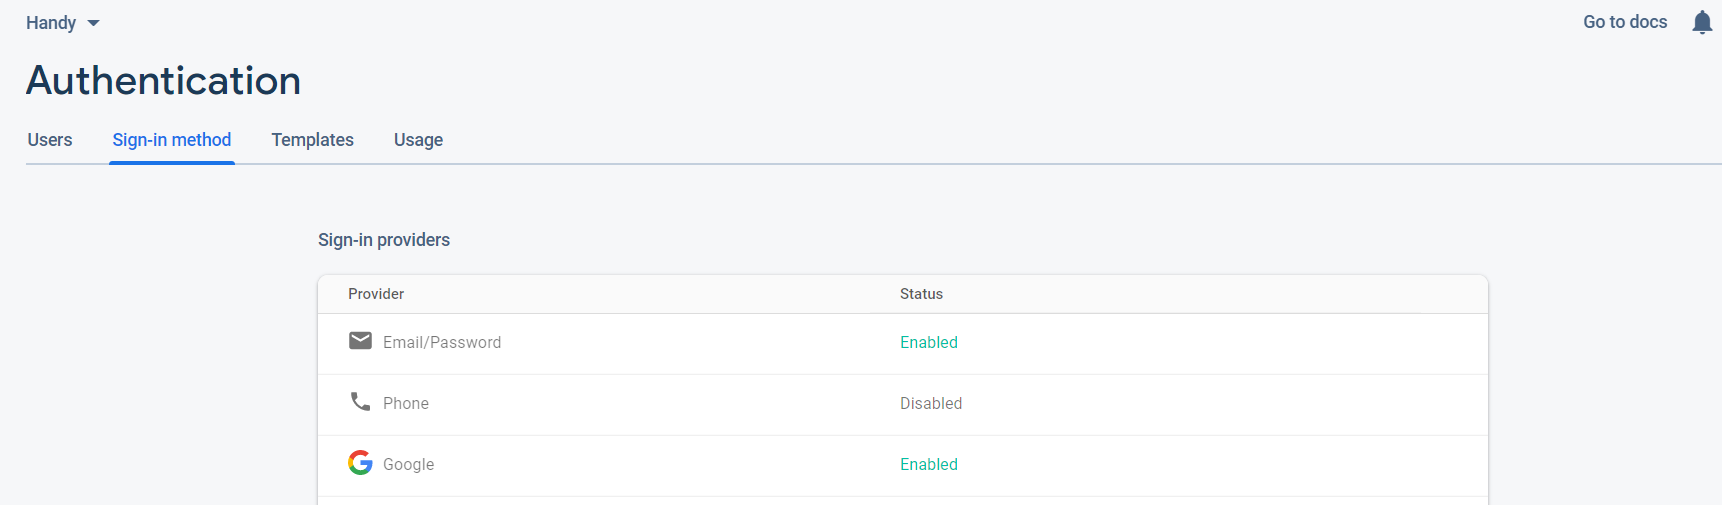 Handy
Go to docs
Authentication
Users Sign-in method Templates Usage
Sign-in providers
Provider Status
Email/Password Enabled
Phone Disabled
Google Enabled